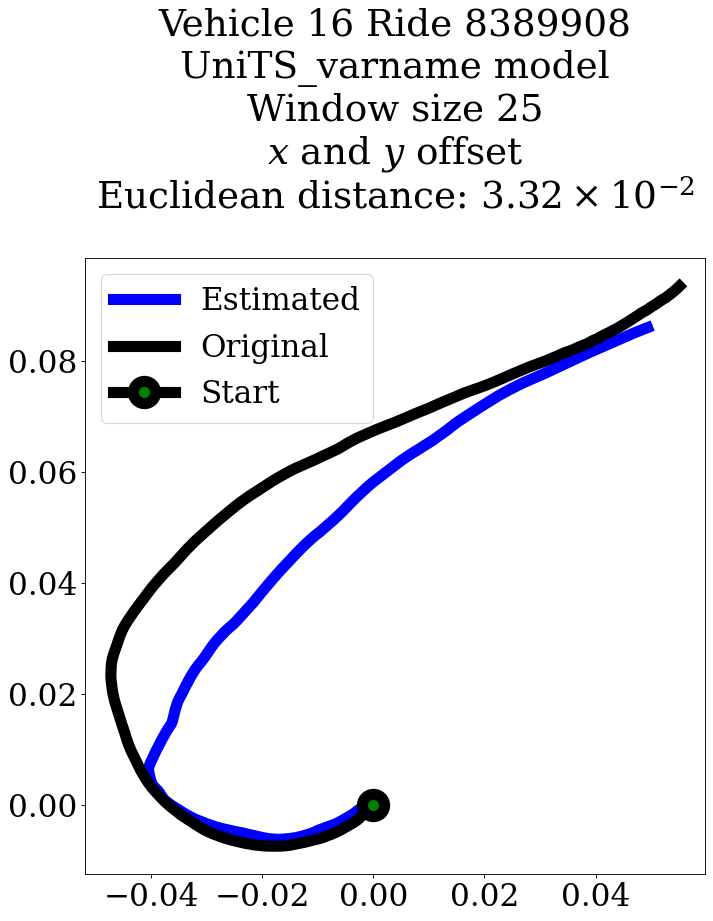 Vehicle 16 Ride 8389908
UniTS_varname model
Window size 25
x and y offset
Euclidean distance: 3.32 × 10⁻²
Estimated
Original
Start
0.08
0.06
0.04
0.02
0.00
−0.04 −0.02 0.00 0.02 0.04